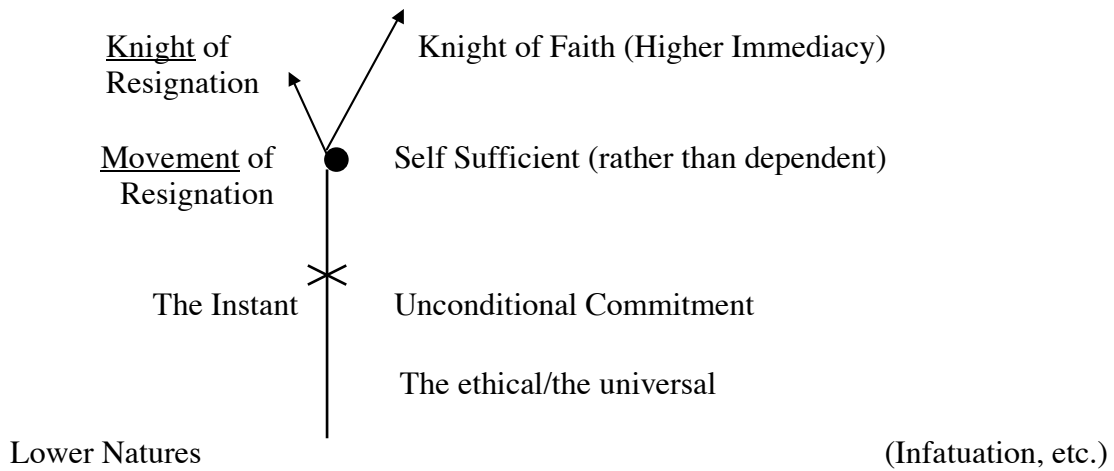 Knight of Knight of Faith (Higher Immediacy)
Resignation
Movement of Self Sufficient (rather than dependent)
Resignation
The Instant Unconditional Commitment
The ethical/the universal
Lower Natures (Infatuation, etc.)